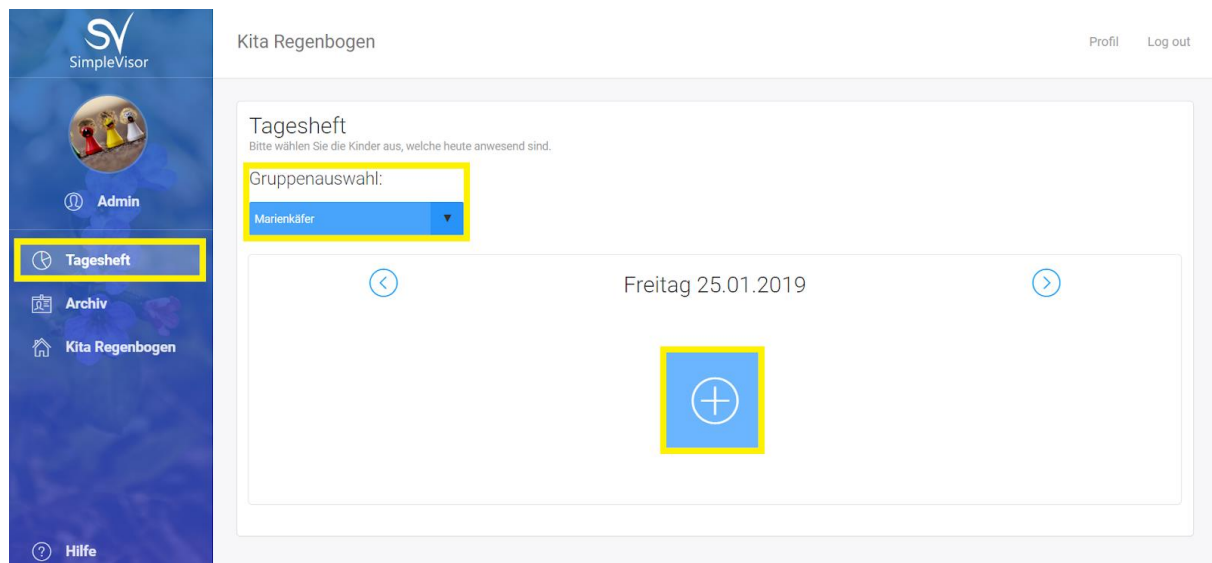 SV
SimpleVisor
Admin
Tagesheft
Archiv
Kita Regenbogen
Hilfe
Kita Regenbogen
Profil Log out
Tagesheft
Bitte wählen Sie die Kinder aus, welche heute anwesend sind.
Gruppenauswahl:
Marienkäfer
Freitag 25.01.2019